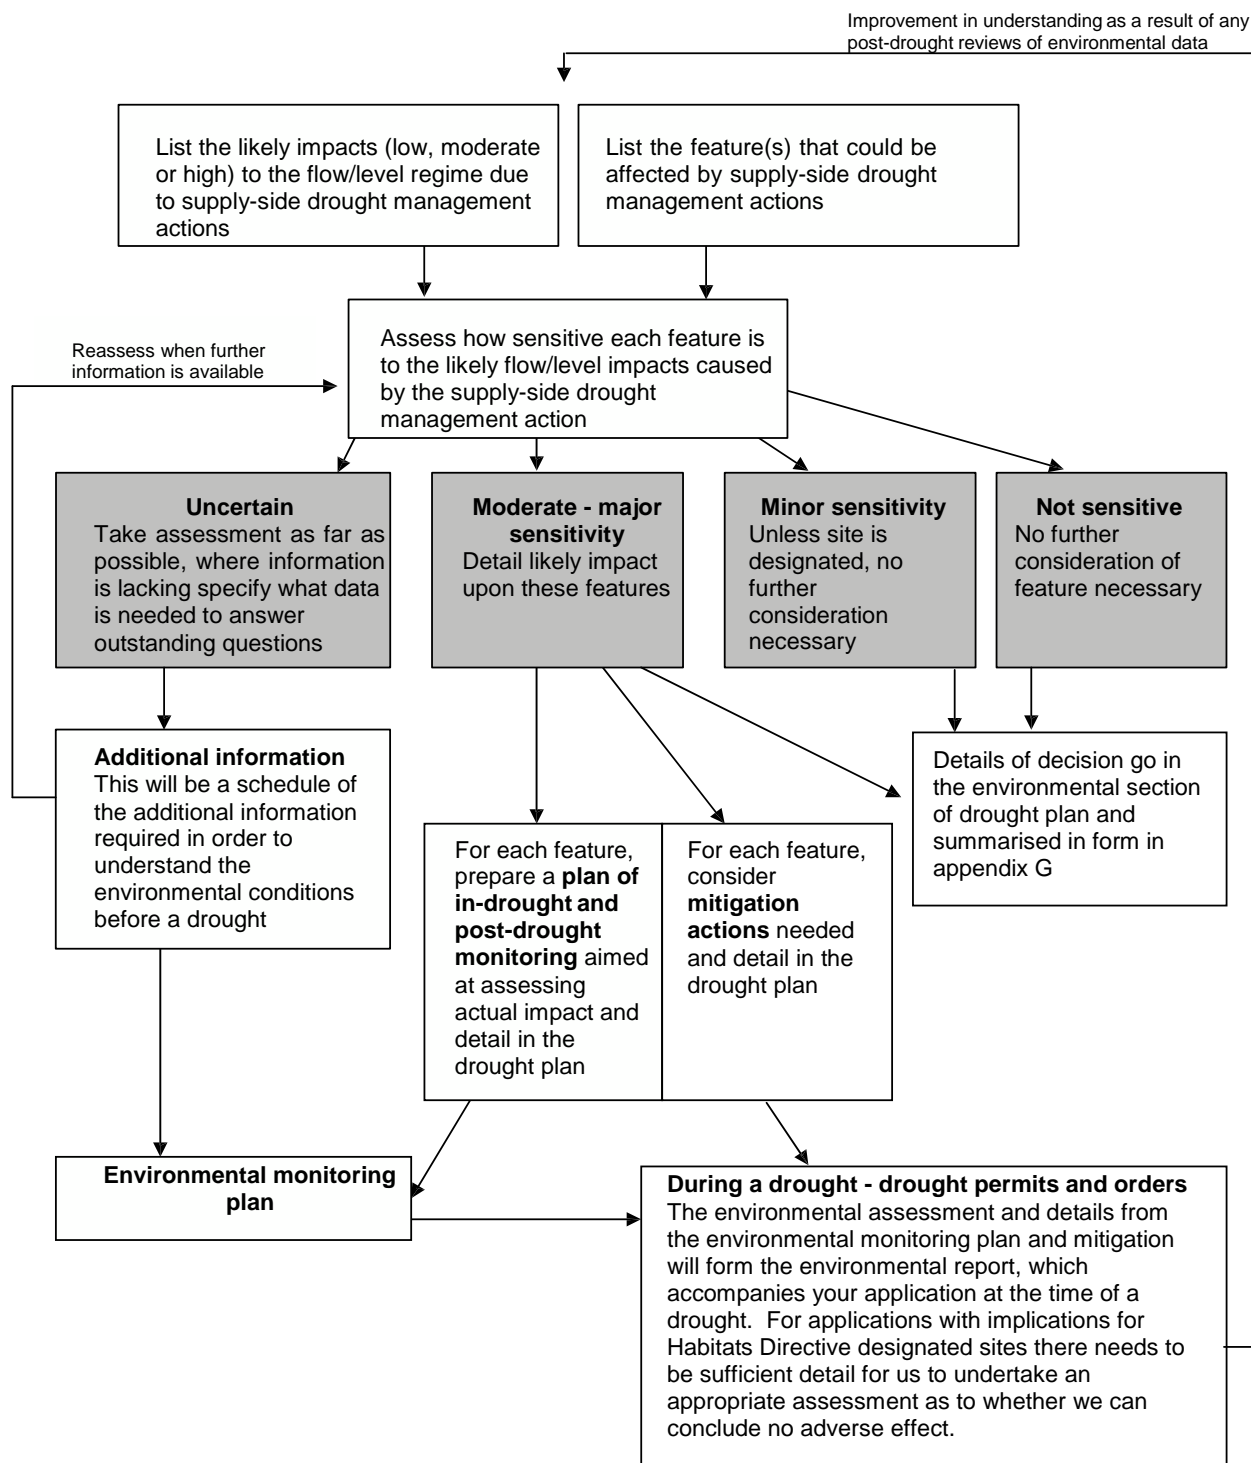 Improvement in understanding as a result of any
post-drought reviews of environmental data
List the likely impacts (low, moderate
or high) to the flow/level regime due
to supply-side drought management
actions
List the feature(s) that could be
affected by supply-side drought
management actions
Assess how sensitive each feature is
to the likely flow/level impacts caused
by the supply-side drought
management action
Reassess when further
information is available
Uncertain
Take assessment as far as
possible, where information
is lacking specify what data
is needed to answer
outstanding questions
Moderate - major
sensitivity
Detail likely impact
upon these features
Minor sensitivity
Unless site is
designated, no
further
consideration
necessary
Not sensitive
No further
consideration of
feature necessary
Additional information
This will be a schedule of
the additional information
required in order to
understand the
environmental conditions
before a drought
For each feature,
prepare a plan of
in-drought and
post-drought
monitoring aimed
at assessing
actual impact and
detail in the
drought plan
For each feature,
consider
mitigation
actions needed
and detail in the
drought plan
Details of decision go in
the environmental section
of drought plan and
summarised in form in
appendix G
Environmental monitoring
plan
During a drought - drought permits and orders
The environmental assessment and details from
the environmental monitoring plan and mitigation
will form the environmental report, which
accompanies your application at the time of a
drought. For applications with implications for
Habitats Directive designated sites there needs to
be sufficient detail for us to undertake an
appropriate assessment as to whether we can
conclude no adverse effect.